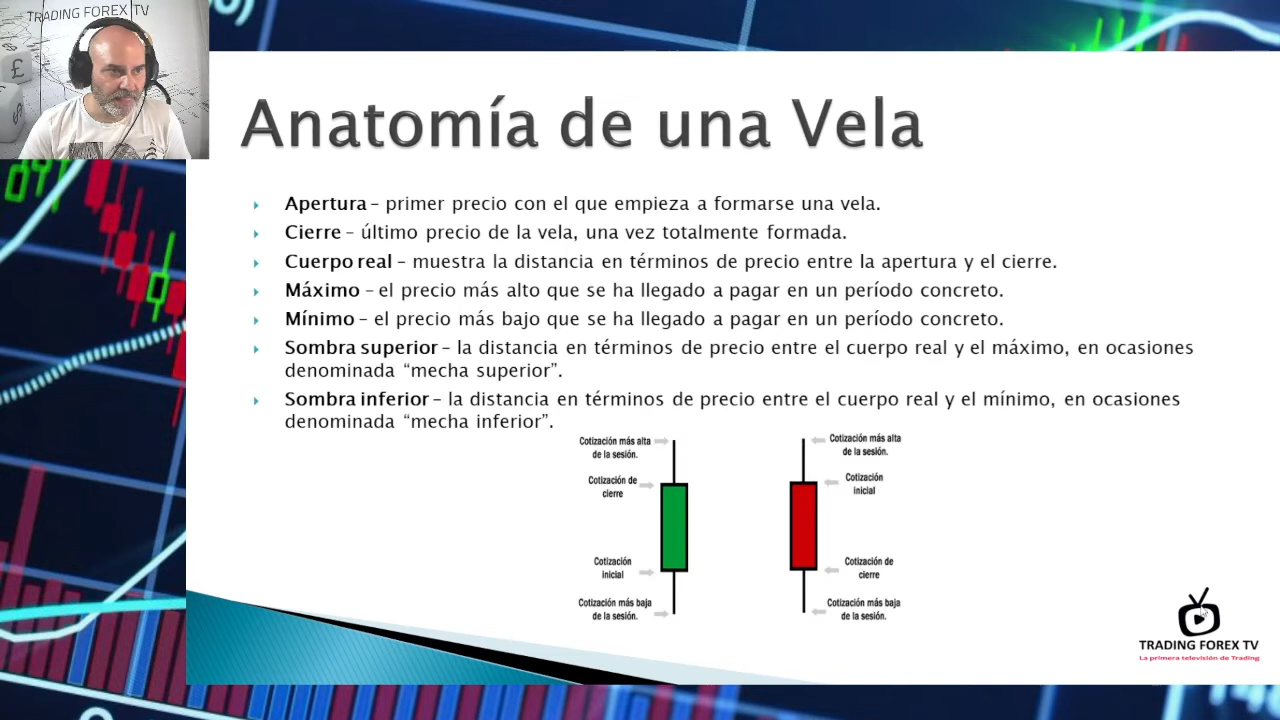 TRADING FOREX TV
Anatomía de una Vela
Apertura – primer precio con el que empieza a formarse una vela.
Cierre – último precio de la vela, una vez totalmente formada.
Cuerpo real – muestra la distancia en términos de precio entre la apertura y el cierre.
Máximo – el precio más alto que se ha llegado a pagar en un período concreto.
Mínimo – el precio más bajo que se ha llegado a pagar en un período concreto.
Sombra superior – la distancia en términos de precio entre el cuerpo real y el máximo, en ocasiones
denominada “mecha superior”.
Sombra inferior – la distancia en términos de precio entre el cuerpo real y el mínimo, en ocasiones
denominada “mecha inferior”.
Cotización más alta
de la sesión.
Cotización de
cierre
Cotización
inicial
Cotización más baja
de la sesión.
Cotización más alta
de la sesión.
Cotización
inicial
Cotización de
cierre
Cotización más baja
de la sesión.
TRADING FOREX TV
La primera televisión de Trading